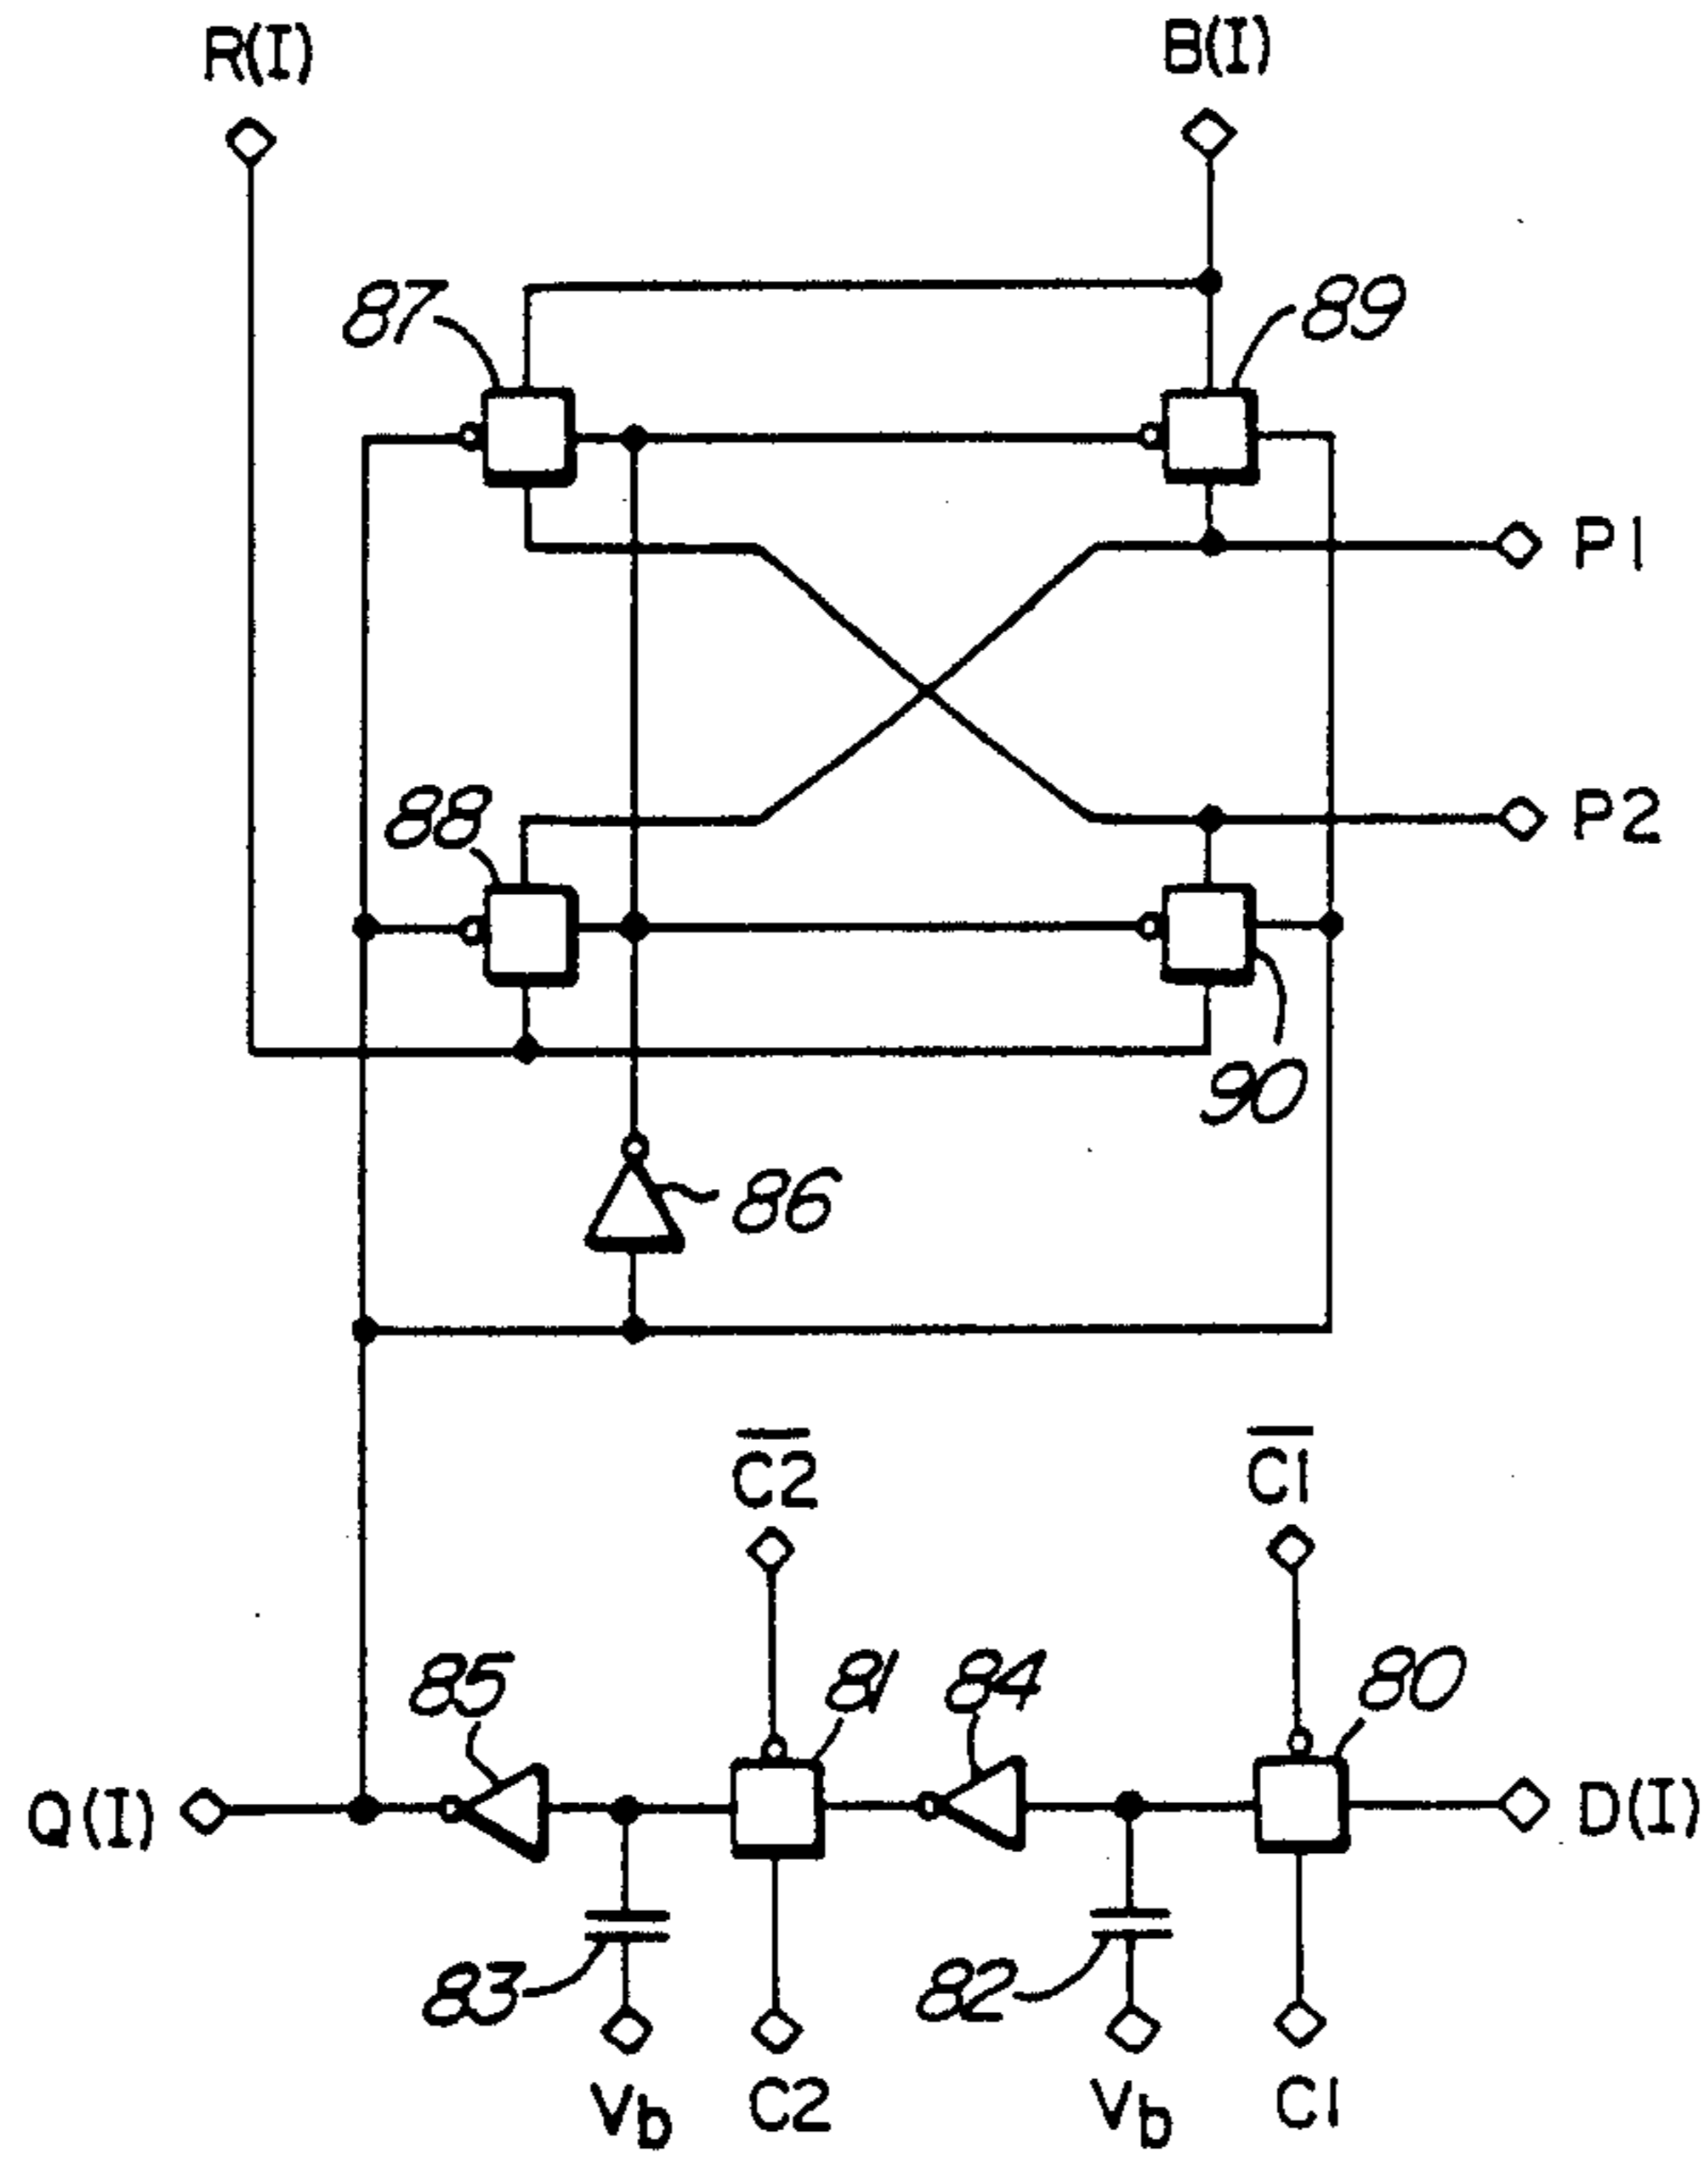 R(I) B(I)
87 89
P1
88 P2
90
86
C2 C1
85 81 84 80
Q(I) D(I)
83 82
Vb C2 Vb C1